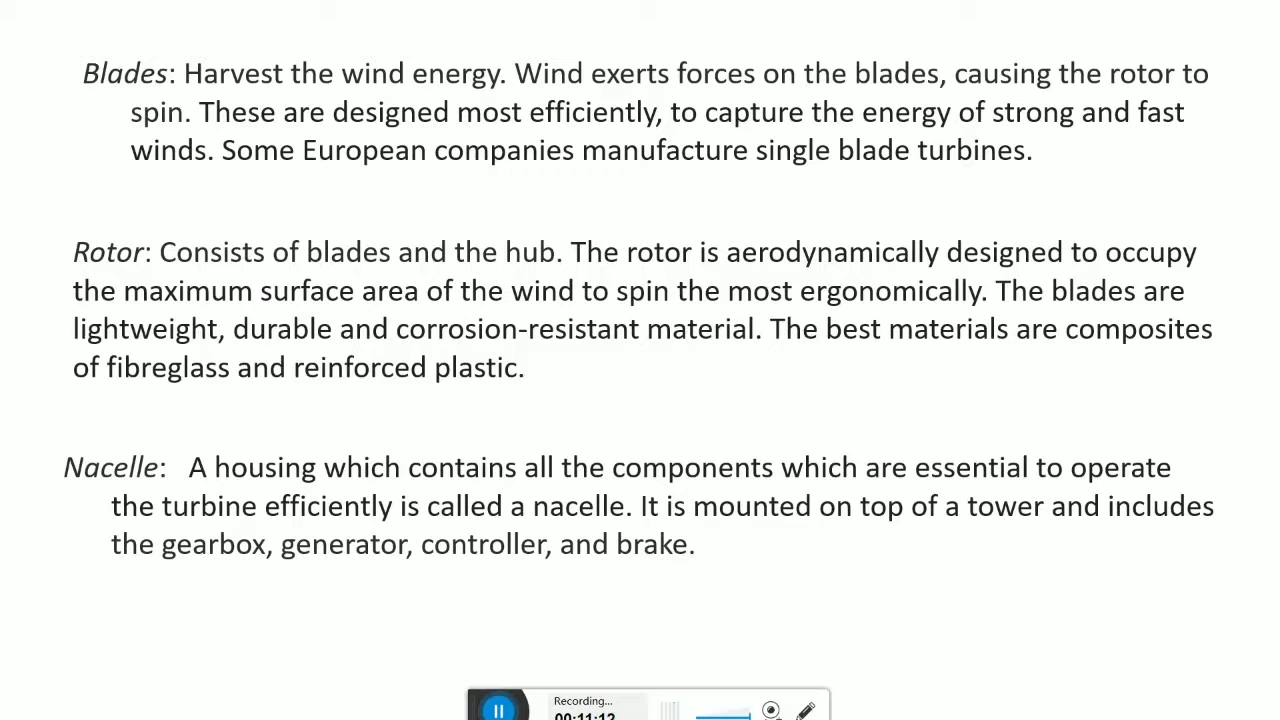 Blades: Harvest the wind energy. Wind exerts forces on the blades, causing the rotor to
spin. These are designed most efficiently, to capture the energy of strong and fast
winds. Some European companies manufacture single blade turbines.
Rotor: Consists of blades and the hub. The rotor is aerodynamically designed to occupy
the maximum surface area of the wind to spin the most ergonomically. The blades are
lightweight, durable and corrosion-resistant material. The best materials are composites
of fibreglass and reinforced plastic.
Nacelle: A housing which contains all the components which are essential to operate
the turbine efficiently is called a nacelle. It is mounted on top of a tower and includes
the gearbox, generator, controller, and brake.
Recording...
00:11:12